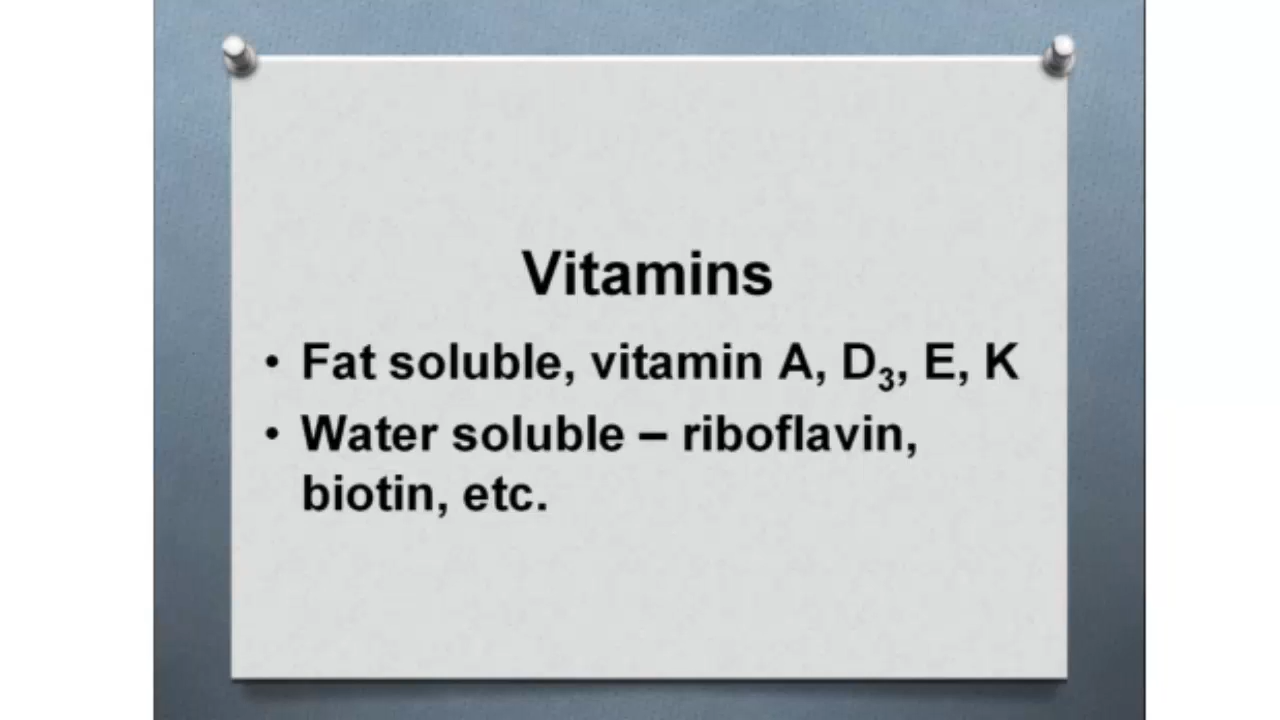 Vitamins
• Fat soluble, vitamin A, D₃, E, K
• Water soluble – riboflavin,
biotin, etc.